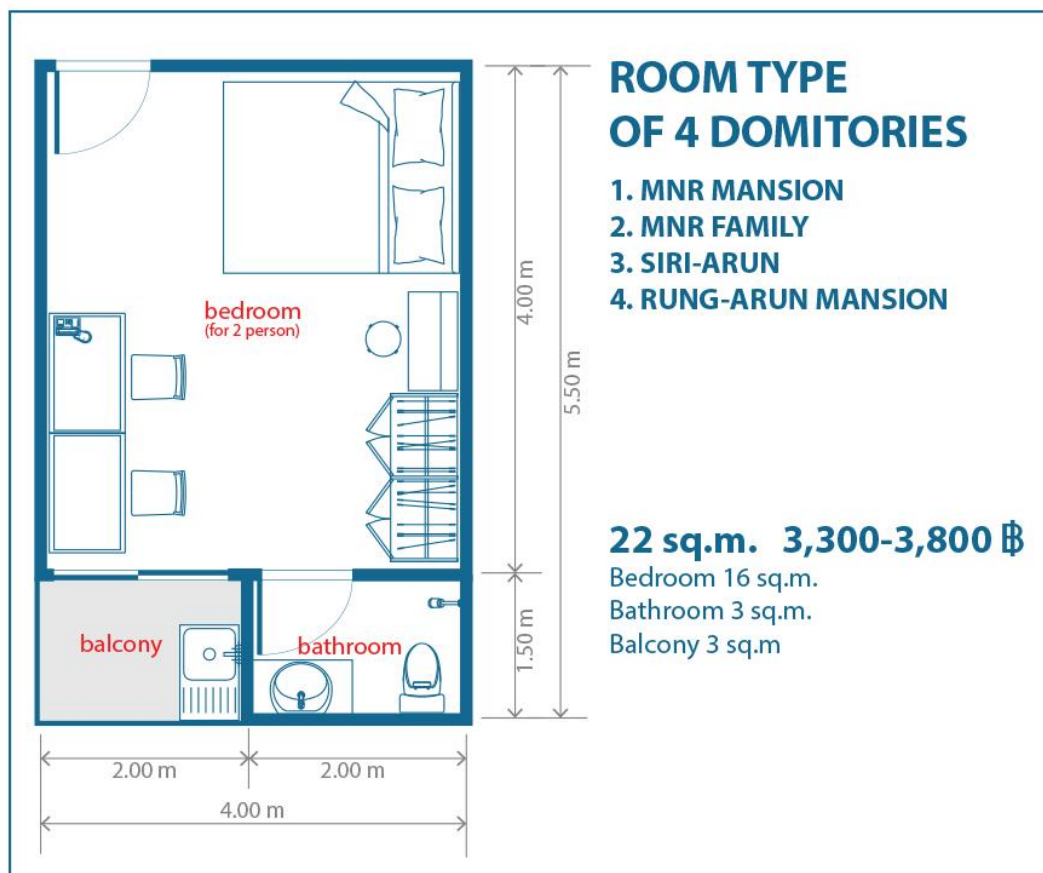 ROOM TYPE
OF 4 DOMITORIES
1. MNR MANSION
2. MNR FAMILY
3. SIRI-ARUN
4. RUNG-ARUN MANSION
bedroom
(for 2 person)
4.00 m
5.50 m
22 sq.m. 3,300-3,800 ฿
Bedroom 16 sq.m.
Bathroom 3 sq.m.
Balcony 3 sq.m
balcony
bathroom
1.50 m
2.00 m
2.00 m
4.00 m